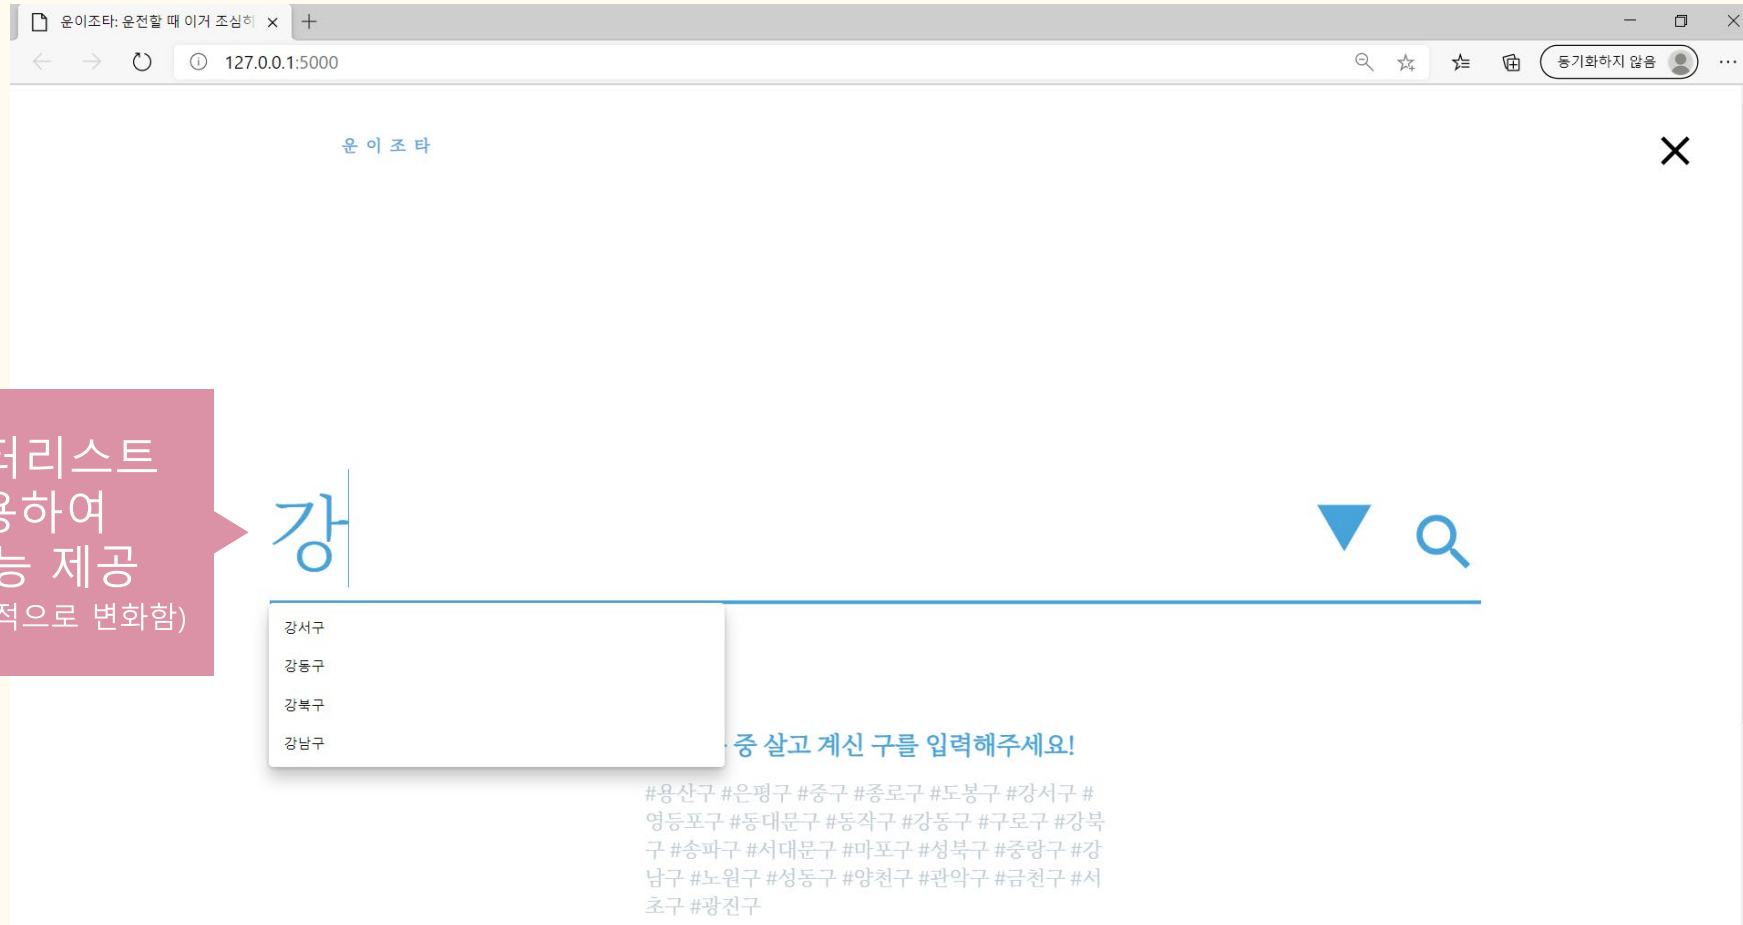 운이조타: 운전할 때 이거 조심히
127.0.0.1:5000
동기화하지 않음
운이조타
강
강서구
강동구
강북구
강남구
리스트
하여
제공
적으로 변화함)
중 살고 계신 구를 입력해주세요!
#용산구 #은평구 #중구 #종로구 #도봉구 #강서구 #
영등포구 #동대문구 #동작구 #강동구 #구로구 #강북
구 #송파구 #서대문구 #마포구 #성북구 #중랑구 #강
남구 #노원구 #성동구 #양천구 #관악구 #금천구 #서
초구 #광진구